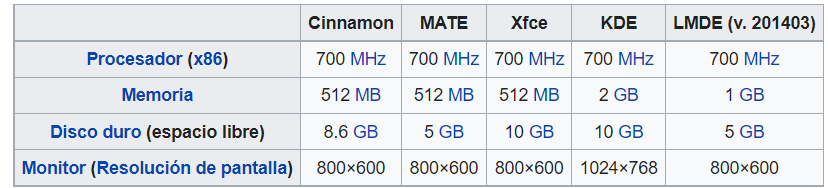 Cinnamon MATE Xfce KDE LMDE (v. 201403)
Procesador (x86) 700 MHz 700 MHz 700 MHz 700 MHz 700 MHz
Memoria 512 MB 512 MB 512 MB 2 GB 1 GB
Disco duro (espacio libre) 8.6 GB 5 GB 10 GB 10 GB 5 GB
Monitor (Resolución de pantalla) 800×600 800×600 800×600 1024×768 800×600